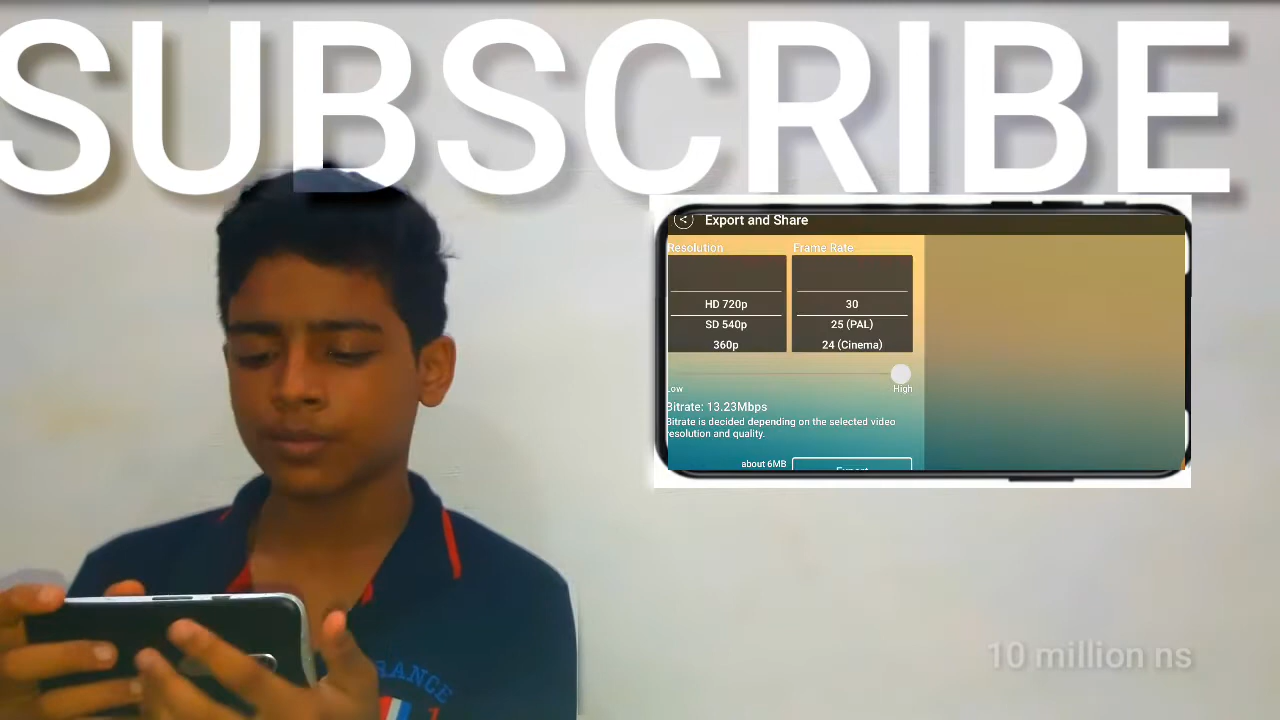 SUBSCRIBE
Export and Share
Resolution
Frame Rate
HD 720p
30
SD 540p
25 (PAL)
360p
24 (Cinema)
Low
High
Bitrate: 13.23Mbps
Bitrate is decided depending on the selected video
resolution and quality.
about 6MB
Export
RANCE
10 million ns